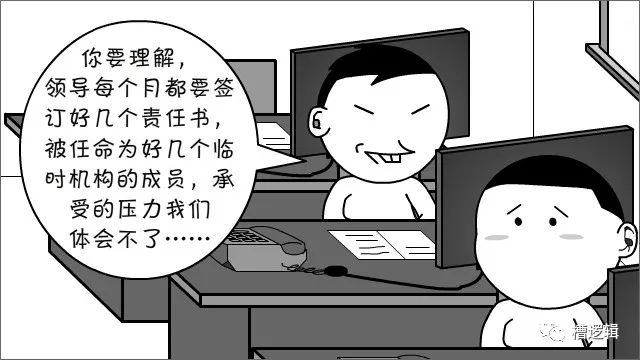 你要理解，
领导每个月都要签
订好几个责任书，
被任命为好几个临
时机构的成员，承
受的压力我们
体会不了……
槽逻辑